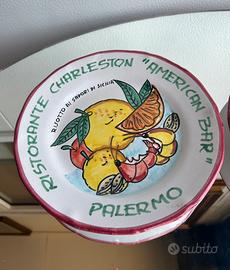 RISTORANTE CHARLESTON "AMERICAN BAR"
RISOTTO AI SAPORI DI SICILIA
PALERMO
subito